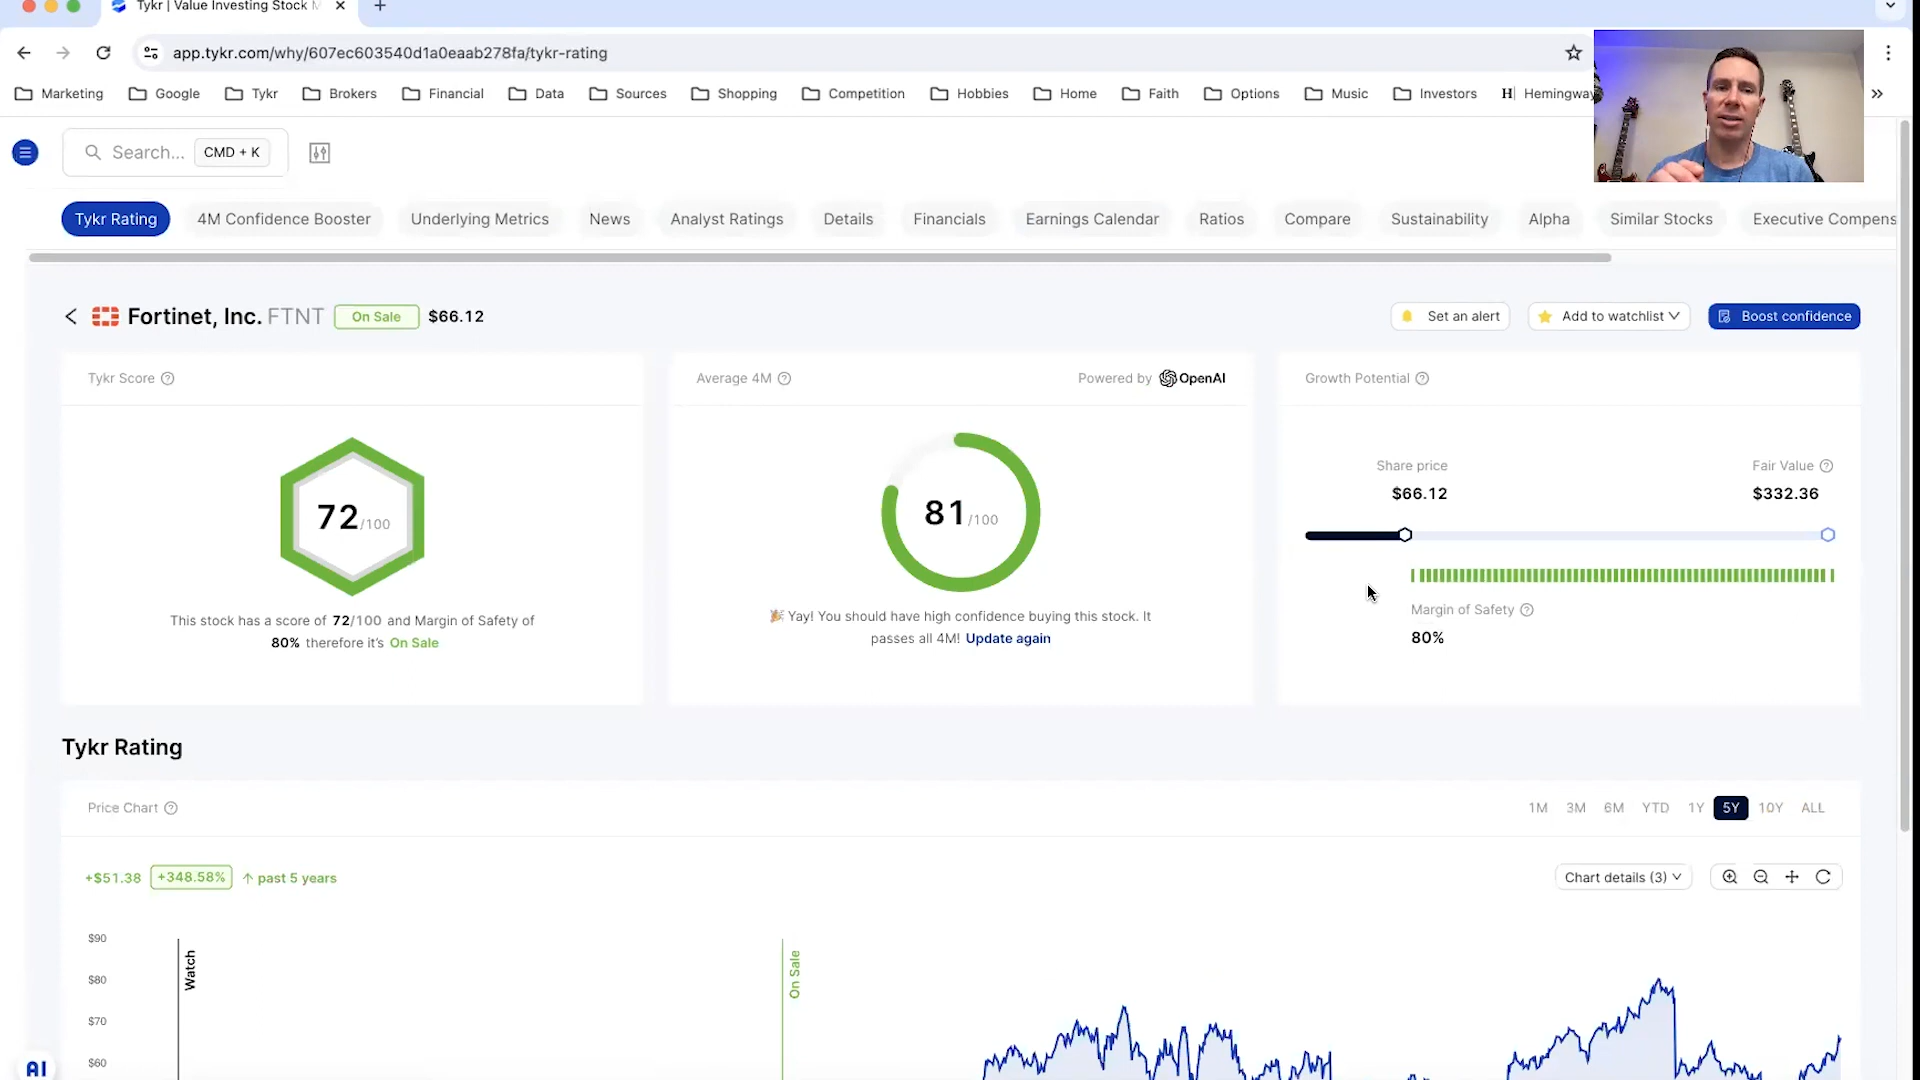 Tykr | Value Investing Stock M
app.tykr.com/why/607ec603540d1a0eaab278fa/tykr-rating
Marketing Google Tykr Brokers Financial Data Sources Shopping Competition Hobbies Home Faith Options Music Investors H Hemingway
Search... CMD + K
Tykr Rating 4M Confidence Booster Underlying Metrics News Analyst Ratings Details Financials Earnings Calendar Ratios Compare Sustainability Alpha Similar Stocks Executive Compens
Fortinet, Inc. FTNT On Sale $66.12 Set an alert Add to watchlist Boost confidence
Tykr Score
72/100
This stock has a score of 72/100 and Margin of Safety of
80% therefore it's On Sale
Average 4M Powered by OpenAI
81/100
Yay! You should have high confidence buying this stock. It
passes all 4M! Update again
Growth Potential
Share price Fair Value
$66.12 $332.36
Margin of Safety
80%
Tykr Rating
Price Chart 1M 3M 6M YTD 1Y 5Y 10Y ALL
+$51.38 +348.58% ↑ past 5 years Chart details (3)
$90
$80
$70
$60
Watch
On Sale
AI